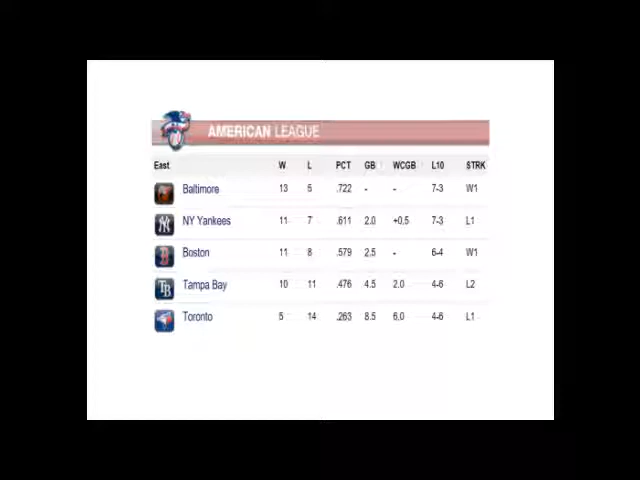 AMERICAN LEAGUE
East W L PCT GB WCGB L10 STRK
Baltimore 13 5 .722 - - 7-3 W1
NY Yankees 11 7 .611 2.0 +0.5 7-3 L1
Boston 11 8 .579 2.5 - 6-4 W1
TB Tampa Bay 10 11 .476 4.5 2.0 4-6 L2
Toronto 5 14 .263 8.5 6.0 4-6 L1